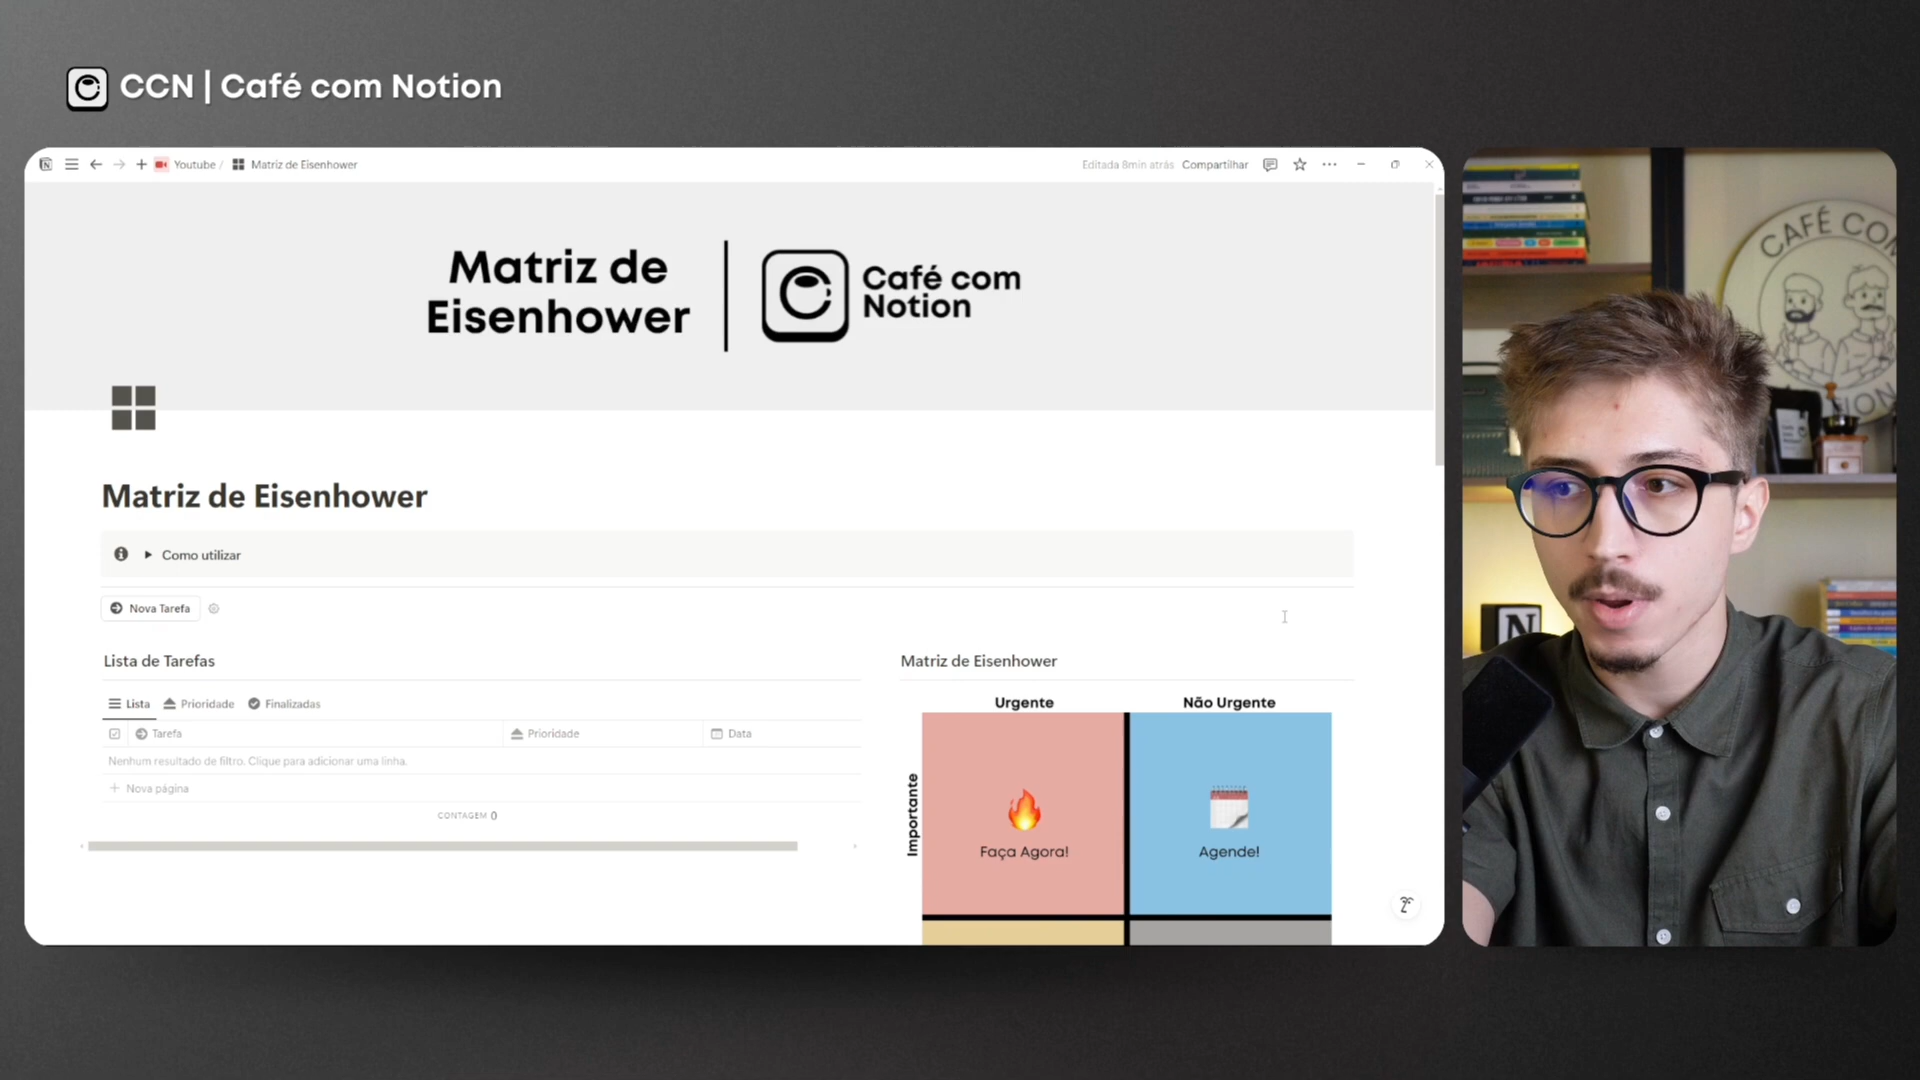 CCN | Café com Notion
Youtube / Matriz de Eisenhower
Editada 8min atrás Compartilhar
Matriz de
Eisenhower
Café com
Notion
Matriz de Eisenhower
Como utilizar
Nova Tarefa
Lista de Tarefas
Lista Prioridade Finalizadas
Tarefa Prioridade Data
Nenhum resultado de filtro. Clique para adicionar uma linha.
+ Nova página
CONTAGEM 0
Matriz de Eisenhower
Urgente Não Urgente
Importante
Faça Agora! Agende!
CAFÉ COM
N